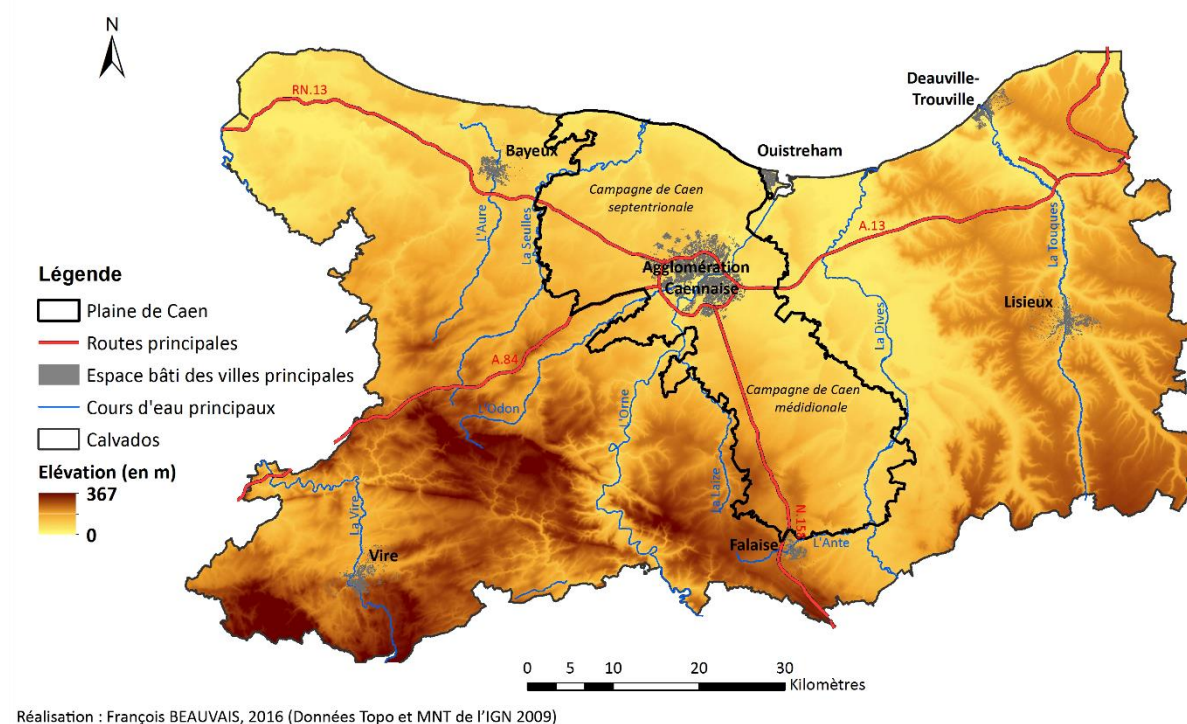 N
RN.13
Bayeux
Deauville-
Trouville
Ouistreham
Campagne de Caen
septentrionale
L'Aure
La Seulles
A.13
La Touques
Agglomération
Caennaise
Lisieux
La Dives
A.84
L'Odon
L'Orne
Campagne de Caen
médidionale
La Laize
N.158
Falaise
L'Ante
La Vire
Vire
Légende
Plaine de Caen
Routes principales
Espace bâti des villes principales
Cours d'eau principaux
Calvados
Elévation (en m)
367
0
0 5 10 20 30
Kilomètres
Réalisation : François BEAUVAIS, 2016 (Données Topo et MNT de l'IGN 2009)